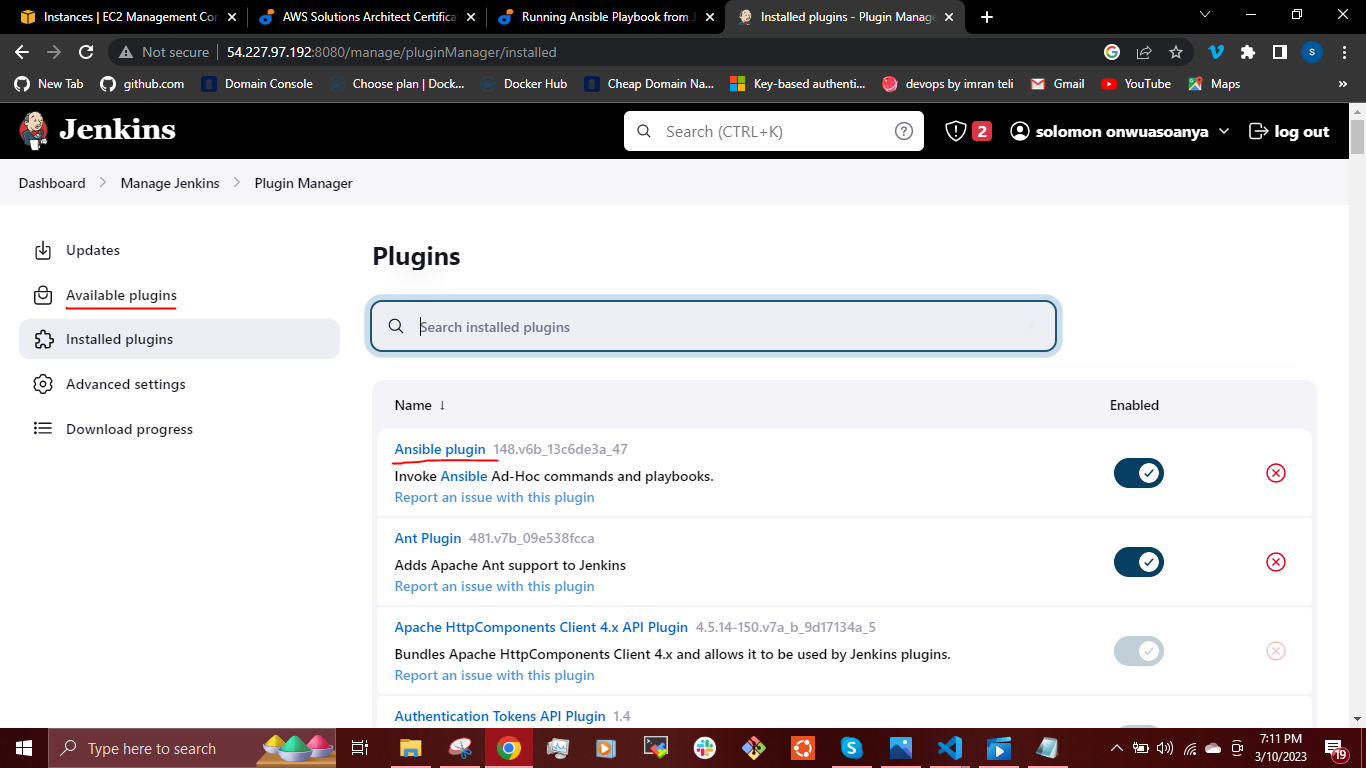 Instances | EC2 Management Con
AWS Solutions Architect Certifica
Running Ansible Playbook from J
Installed plugins - Plugin Manage
Not secure
54.227.97.192:8080/manage/pluginManager/installed
S
New Tab
github.com
Domain Console
Choose plan | Dock...
Docker Hub
Cheap Domain Na...
Key-based authenti...
devops by imran teli
Gmail
YouTube
Maps
»
Jenkins
Search (CTRL+K)
2
solomon onwuasoanya
log out
Dashboard
Manage Jenkins
Plugin Manager
Updates
Available plugins
Installed plugins
Advanced settings
Download progress
Plugins
Search installed plugins
Name ↓
Enabled
Ansible plugin 148.v6b_13c6de3a_47
Invoke Ansible Ad-Hoc commands and playbooks.
Report an issue with this plugin
Ant Plugin 481.v7b_09e538fcca
Adds Apache Ant support to Jenkins
Report an issue with this plugin
Apache HttpComponents Client 4.x API Plugin 4.5.14-150.v7a_b_9d17134a_5
Bundles Apache HttpComponents Client 4.x and allows it to be used by Jenkins plugins.
Report an issue with this plugin
Authentication Tokens API Plugin 1.4
Type here to search
7:11 PM
3/10/2023
19